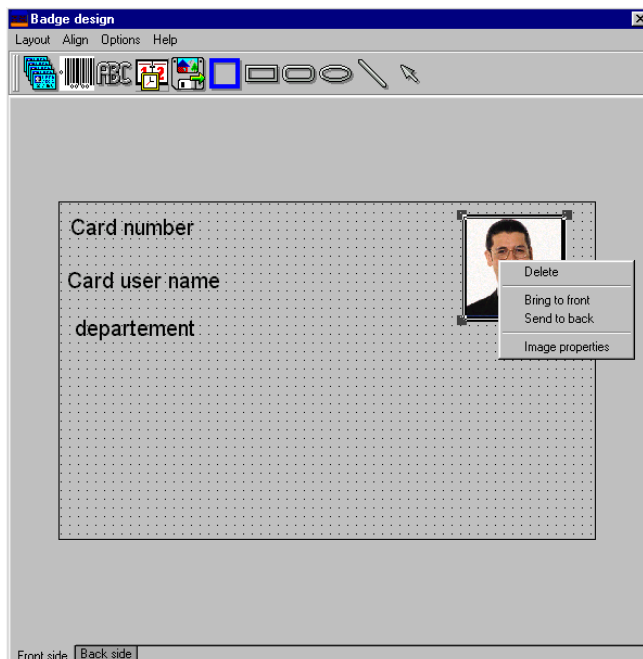 Badge design
Layout Align Options Help
ABC
12
Card number
Card user name
departement
Delete
Bring to front
Send to back
Image properties
Front side Back side